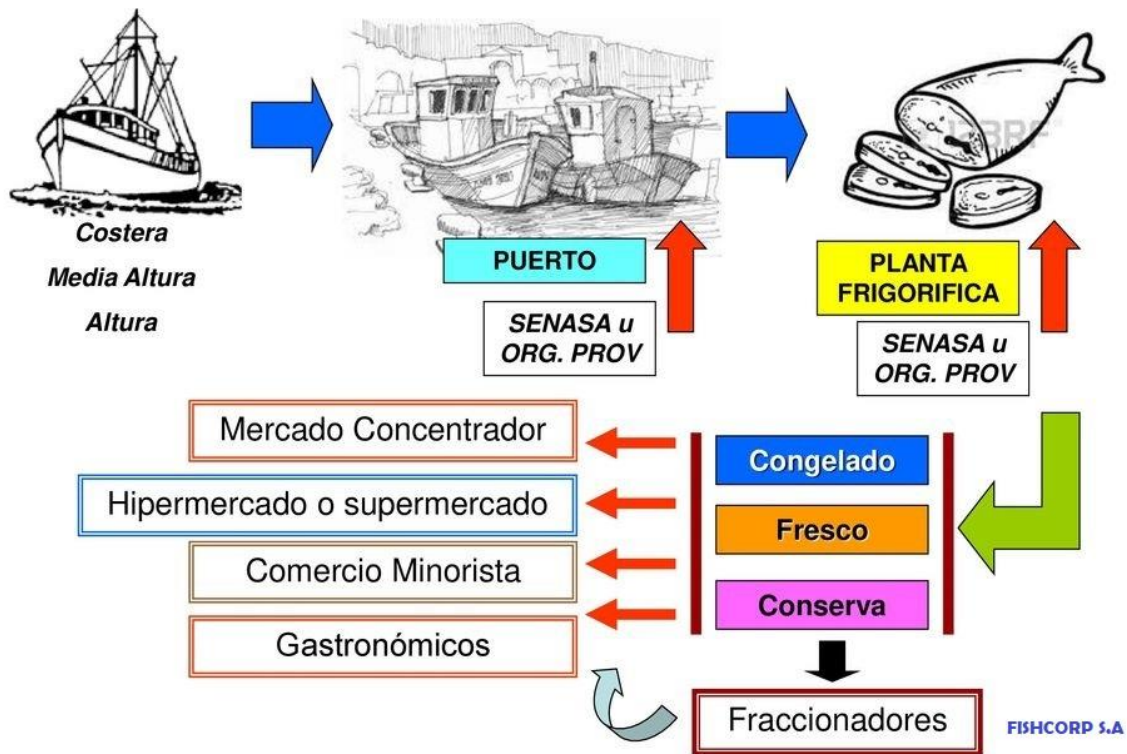 Costera
Media Altura
Altura
PUERTO
SENASA u
ORG. PROV
123RF
PLANTA
FRIGORIFICA
SENASA u
ORG. PROV
Mercado Concentrador
Hipermercado o supermercado
Comercio Minorista
Gastronómicos
Congelado
Fresco
Conserva
Fraccionadores
FISHCORP S.A